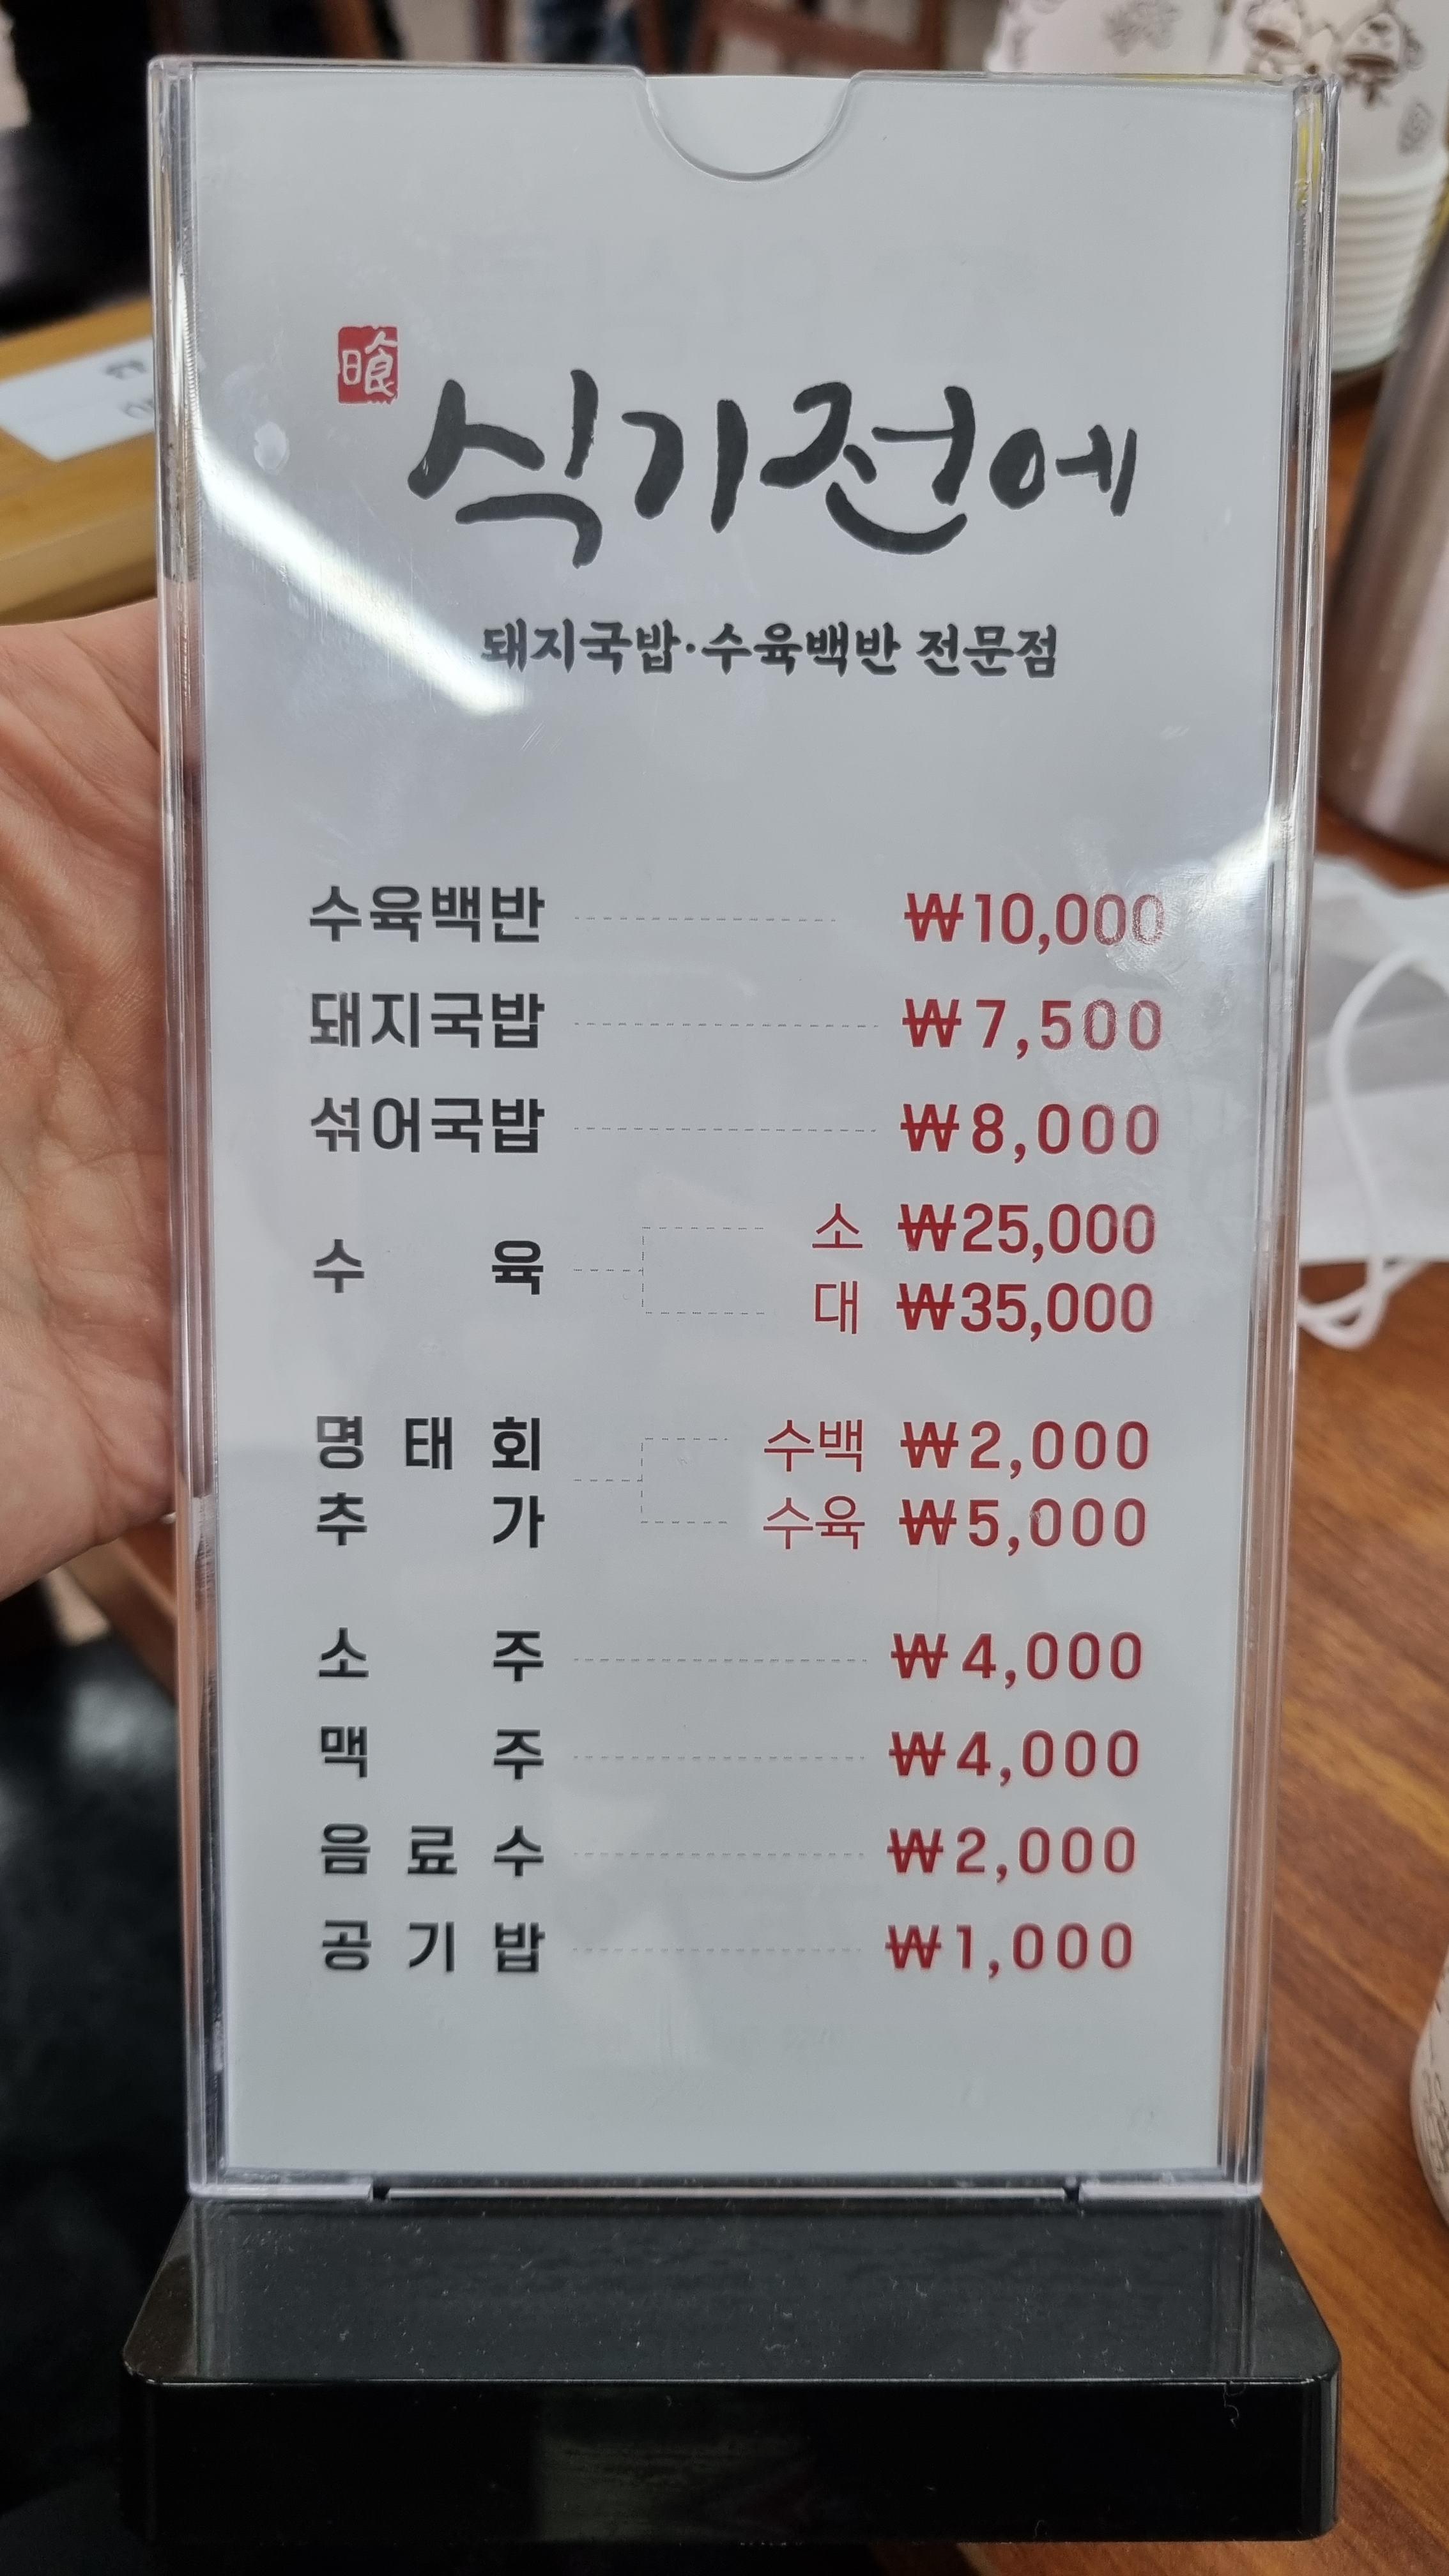 식기전에
돼지국밥·수육백반 전문점
수육백반 ₩10,000
돼지국밥 ₩7,500
섞어국밥 ₩8,000
수육 소 ₩25,000
대 ₩35,000
명태회 수백 ₩2,000
추가 수육 ₩5,000
소주 ₩4,000
맥주 ₩4,000
음료수 ₩2,000
공기밥 ₩1,000